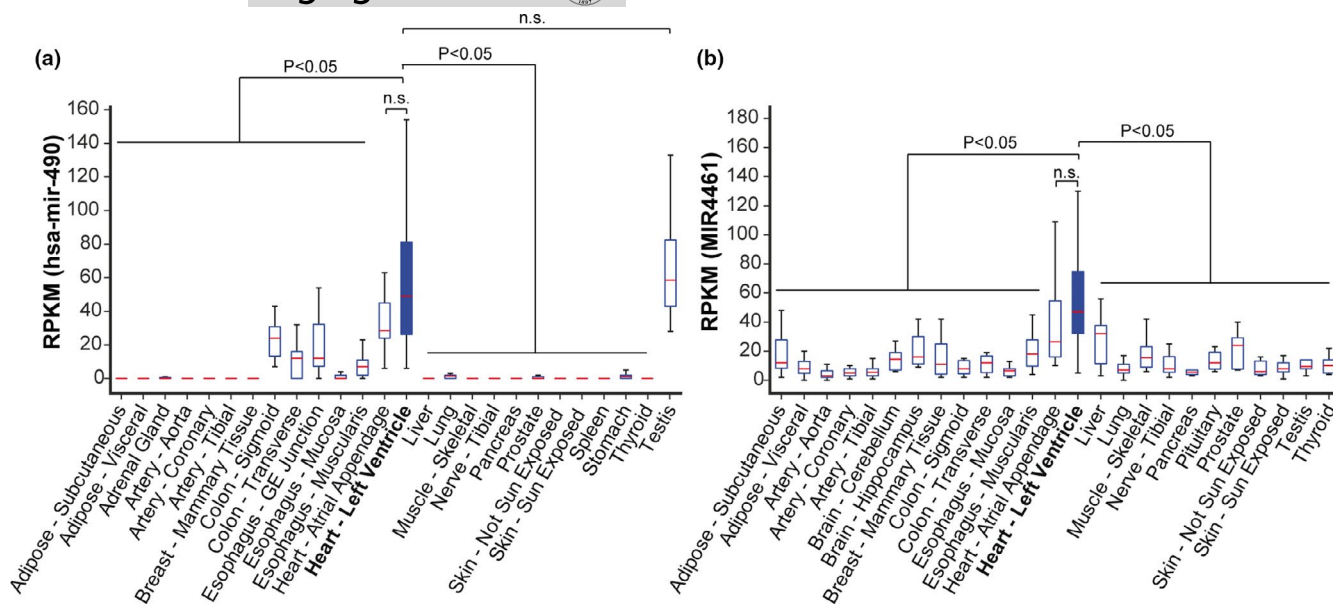 n.s.
(a)
P<0.05
P<0.05
n.s.
RPKM (hsa-mir-490)
160
140
120
100
80
60
40
20
0
Adipose - Subcutaneous
Adipose - Visceral
Adrenal Gland
Artery - Aorta
Artery - Coronary
Artery - Tibial
Breast - Mammary Tissue
Colon - Sigmoid
Colon - Transverse
Esophagus - GE Junction
Esophagus - Mucosa
Esophagus - Muscularis
Heart - Atrial Appendage
Heart - Left Ventricle
Liver
Lung
Muscle - Skeletal
Nerve - Tibial
Pancreas
Prostate
Skin - Not Sun Exposed
Skin - Sun Exposed
Spleen
Stomach
Thyroid
Testis
(b)
P<0.05
P<0.05
n.s.
RPKM (MIR4461)
180
160
140
120
100
80
60
40
20
0
Adipose - Subcutaneous
Adipose - Visceral
Artery - Aorta
Artery - Coronary
Artery - Tibial
Brain - Cerebellum
Brain - Hippocampus
Breast - Mammary Tissue
Colon - Sigmoid
Colon - Transverse
Esophagus - Mucosa
Esophagus - Muscularis
Heart - Atrial Appendage
Heart - Left Ventricle
Liver
Lung
Muscle - Skeletal
Nerve - Tibial
Pancreas
Pituitary
Prostate
Skin - Not Sun Exposed
Skin - Sun Exposed
Testis
Thyroid